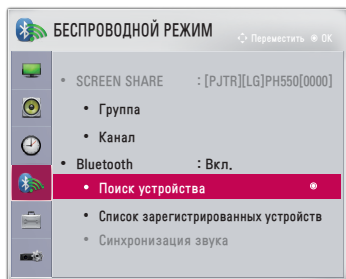 БЕСПРОВОДНОЙ РЕЖИМ
Переместить OK
• SCREEN SHARE : [PJTR][LG]PH550[0000]
• Группа
• Канал
• Bluetooth : Вкл.
• Поиск устройства
• Список зарегистрированных устройств
• Синхронизация звука